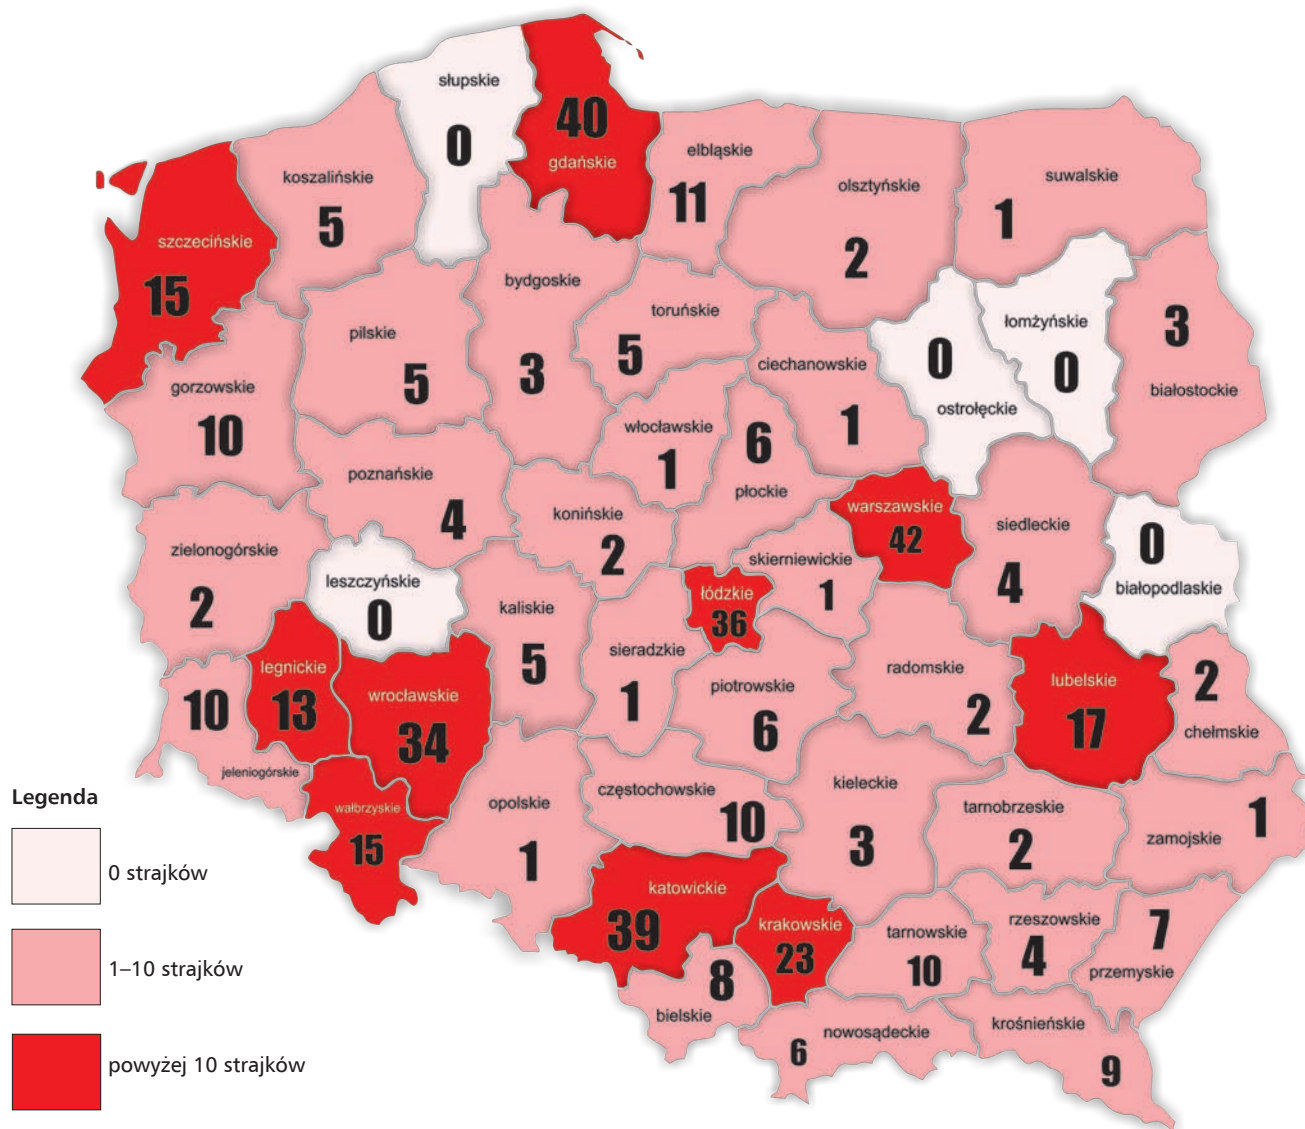 słupskie
0
40
gdańskie
koszalińskie
5
elbląskie
11
olsztyńskie
2
suwalskie
1
szczecińskie
15
bydgoskie
3
toruńskie
5
pilskie
5
łomżyńskie
0
3
białostockie
0
ostrołęckie
ciechanowskie
1
gorzowskie
10
włocławskie
1
6
płockie
poznańskie
4
konińskie
2
warszawskie
42
siedleckie
4
0
białopodlaskie
zielonogórskie
2
leszczyńskie
0
skierniewickie
1
łódzkie
36
kaliskie
5
sieradzkie
1
legnickie
13
wrocławskie
34
piotrowskie
6
radomskie
2
lubelskie
17
2
chełmskie
10
jeleniogórskie
wałbrzyskie
15
opolskie
1
częstochowskie
10
kieleckie
3
tarnobrzeskie
2
zamojskie
1
katowickie
39
krakowskie
23
tarnowskie
10
rzeszowskie
4
7
przemyskie
8
bielskie
6
nowosądeckie
krośnieńskie
9
Legenda
0 strajków
1–10 strajków
powyżej 10 strajków